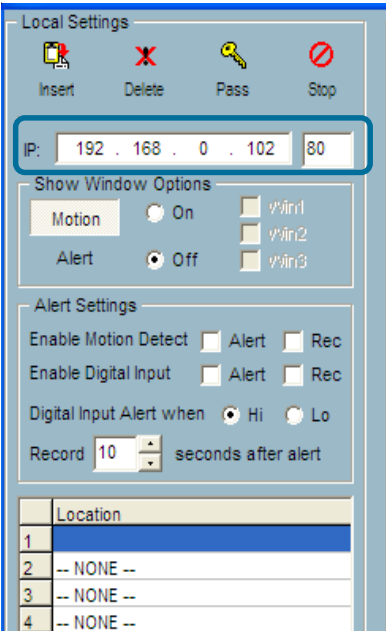 Local Settings
Insert Delete Pass Stop
IP: 192 . 168 . 0 . 102 80
Show Window Options
Motion On Win1
Win2
Alert Off Win3
Alert Settings
Enable Motion Detect Alert Rec
Enable Digital Input Alert Rec
Digital Input Alert when Hi Lo
Record 10 seconds after alert
Location
1
2 -- NONE --
3 -- NONE --
4 -- NONE --